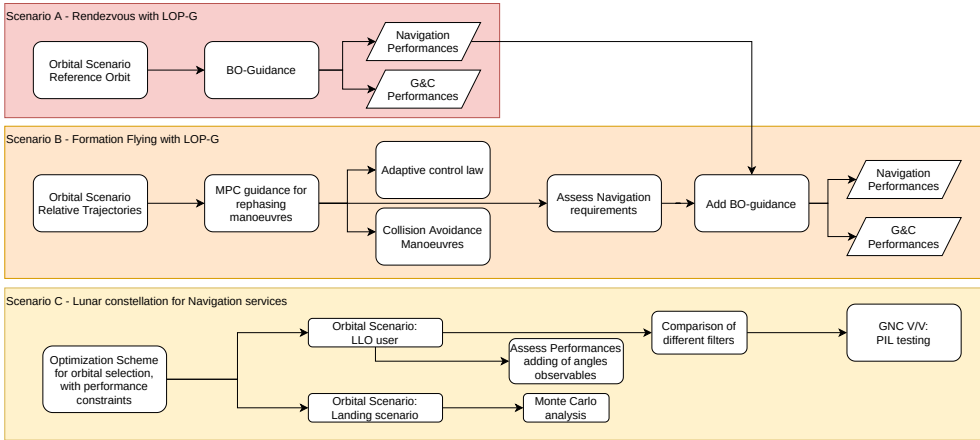 Scenario A - Rendezvous with LOP-G
Orbital Scenario
Reference Orbit
BO-Guidance
Navigation
Performances
G&C
Performances
Scenario B - Formation Flying with LOP-G
Orbital Scenario
Relative Trajectories
MPC guidance for
rephasing
manoeuvres
Adaptive control law
Collision Avoidance
Manoeuvres
Assess Navigation
requirements
Add BO-guidance
Navigation
Performances
G&C
Performances
Scenario C - Lunar constellation for Navigation services
Optimization Scheme
for orbital selection,
with performance
constraints
Orbital Scenario:
LLO user
Assess Performances
adding of angles
observables
Comparison of
different filters
GNC V/V:
PIL testing
Orbital Scenario:
Landing scenario
Monte Carlo
analysis